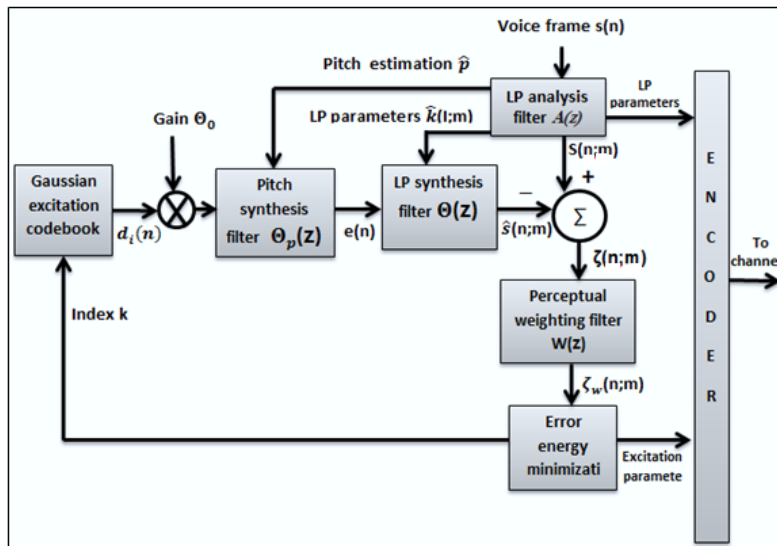 Voice frame s(n)
Pitch estimation p̂
LP analysis
filter A(z)
LP
parameters
Gain Θ₀
LP parameters k̂(l;m)
S(n;m)
+
Gaussian
excitation
codebook
dᵢ(n)
Pitch
synthesis
filter Θₚ(z)
e(n)
LP synthesis
filter Θ(z)
−
ŝ(n;m)
Σ
ζ(n;m)
E
N
C
O
D
E
R
To
channe
Index k
Perceptual
weighting filter
W(z)
ζ_w(n;m)
Error
energy
minimizati
Excitation
paramete